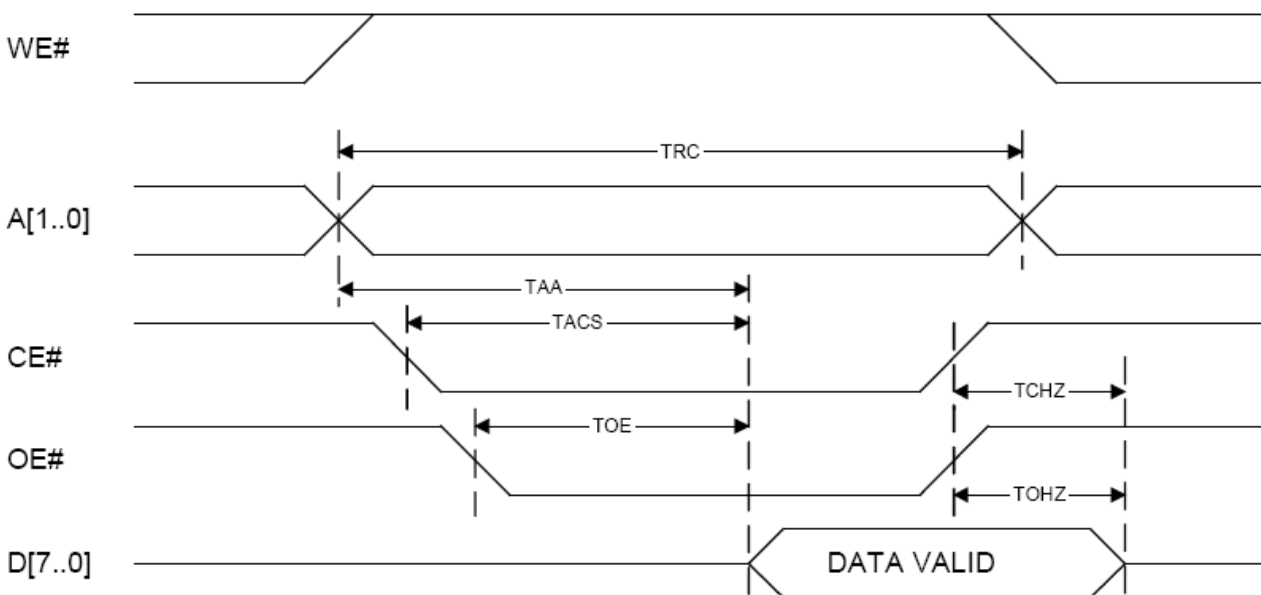 WE#
TRC
A[1..0]
TAA
TACS
CE#
TCHZ
TOE
OE#
TOHZ
D[7..0] DATA VALID